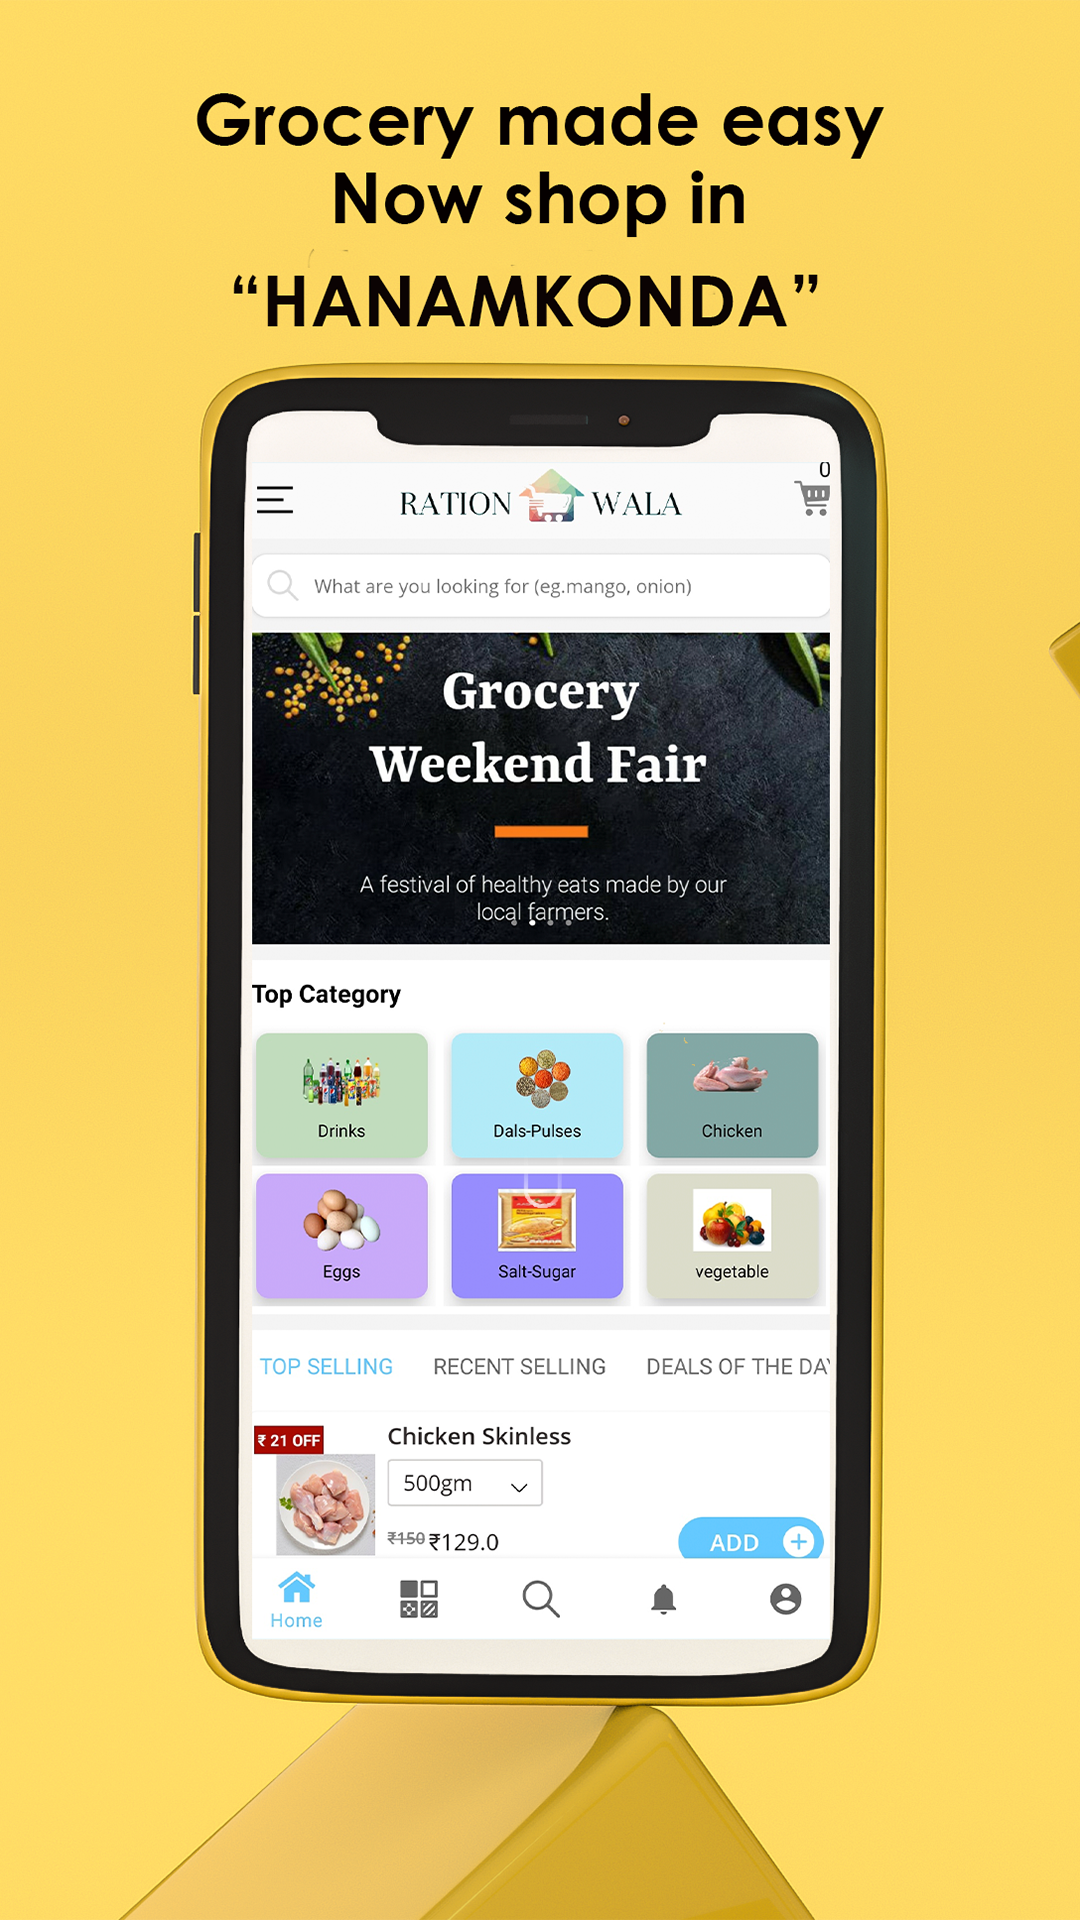 Grocery made easy
Now shop in
“HANAMKONDA”
0
RATION WALA
What are you looking for (eg.mango, onion)
Grocery
Weekend Fair
A festival of healthy eats made by our
local farmers.
Top Category
Drinks
Dals-Pulses
Chicken
Eggs
Salt-Sugar
vegetable
TOP SELLING
RECENT SELLING
DEALS OF THE DAY
₹ 21 OFF
Chicken Skinless
500gm
₹150 ₹129.0
ADD
Home